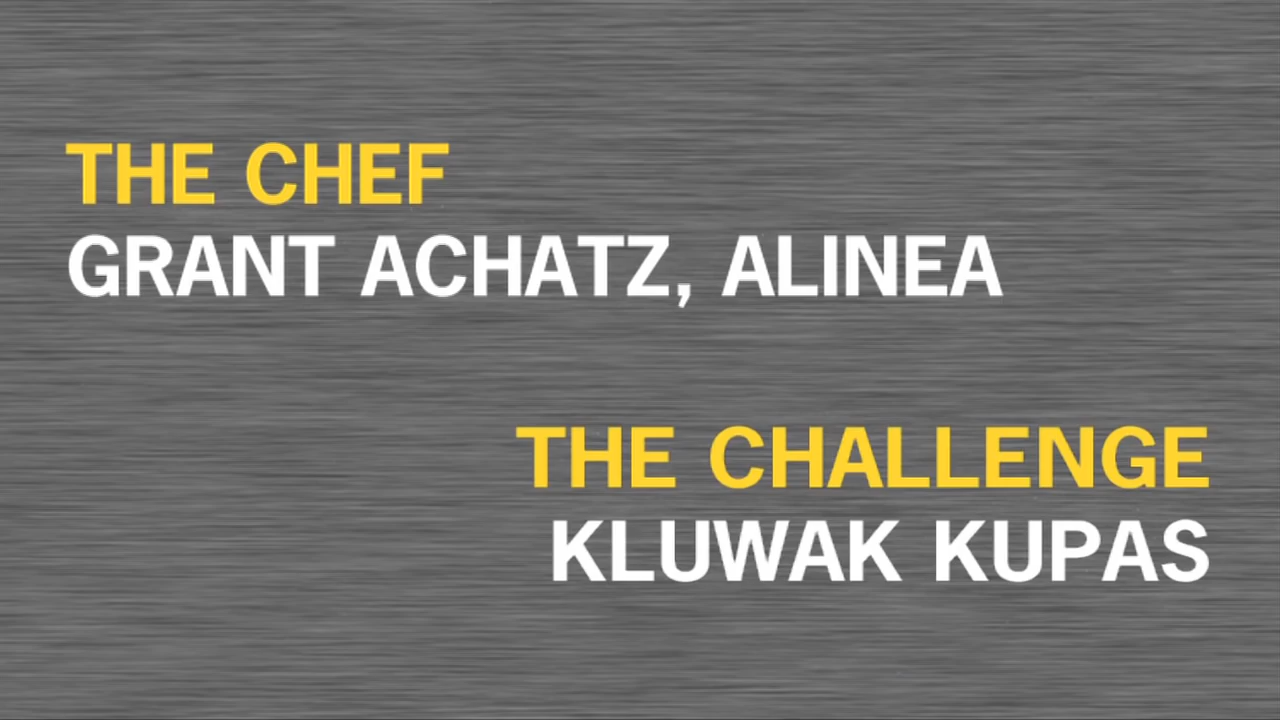 THE CHEF
GRANT ACHATZ, ALINEA
THE CHALLENGE
KLUWAK KUPAS